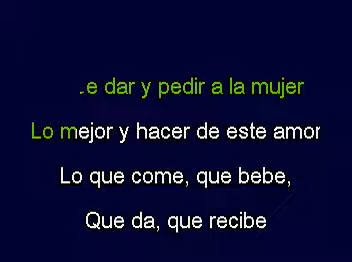 dar y pedir a la mujer
Lo mejor y hacer de este amor
Lo que come, que bebe,
Que da, que recibe